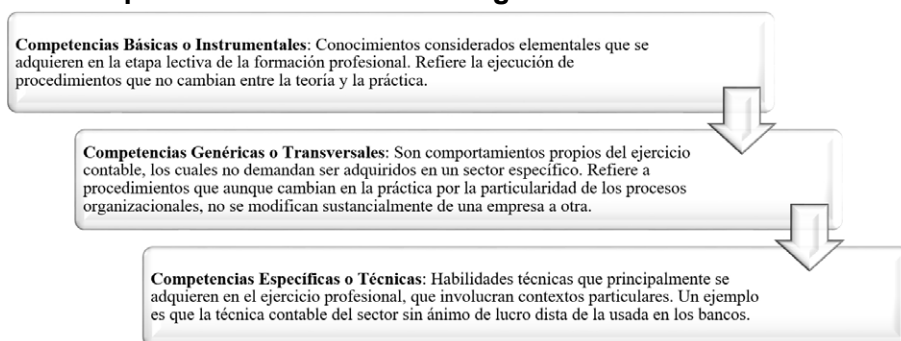 Competencias Básicas o Instrumentales: Conocimientos considerados elementales que se
adquieren en la etapa lectiva de la formación profesional. Refiere la ejecución de
procedimientos que no cambian entre la teoría y la práctica.
Competencias Genéricas o Transversales: Son comportamientos propios del ejercicio
contable, los cuales no demandan ser adquiridos en un sector específico. Refiere a
procedimientos que aunque cambian en la práctica por la particularidad de los procesos
organizacionales, no se modifican sustancialmente de una empresa a otra.
Competencias Específicas o Técnicas: Habilidades técnicas que principalmente se
adquieren en el ejercicio profesional, que involucran contextos particulares. Un ejemplo
es que la técnica contable del sector sin ánimo de lucro dista de la usada en los bancos.